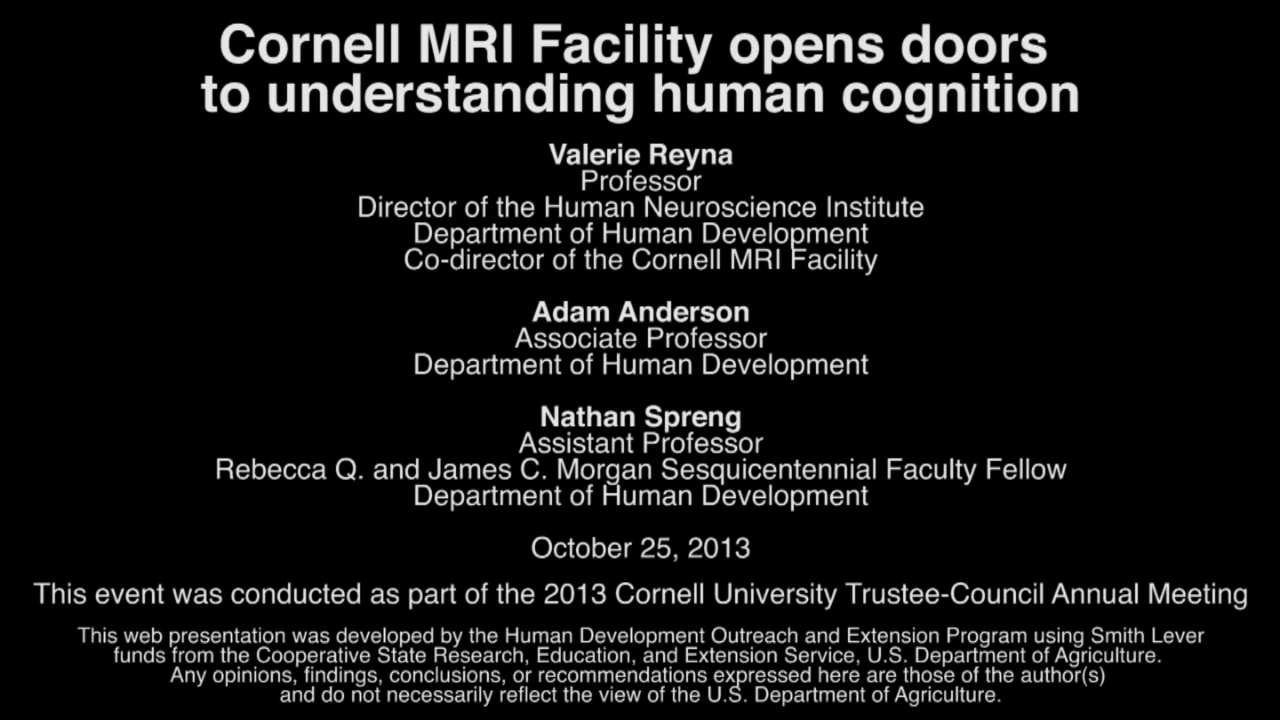 Cornell MRI Facility opens doors
to understanding human cognition
Valerie Reyna
Professor
Director of the Human Neuroscience Institute
Department of Human Development
Co-director of the Cornell MRI Facility
Adam Anderson
Associate Professor
Department of Human Development
Nathan Spreng
Assistant Professor
Rebecca Q. and James C. Morgan Sesquicentennial Faculty Fellow
Department of Human Development
October 25, 2013
This event was conducted as part of the 2013 Cornell University Trustee-Council Annual Meeting
This web presentation was developed by the Human Development Outreach and Extension Program using Smith Lever
funds from the Cooperative State Research, Education, and Extension Service, U.S. Department of Agriculture.
Any opinions, findings, conclusions, or recommendations expressed here are those of the author(s)
and do not necessarily reflect the view of the U.S. Department of Agriculture.